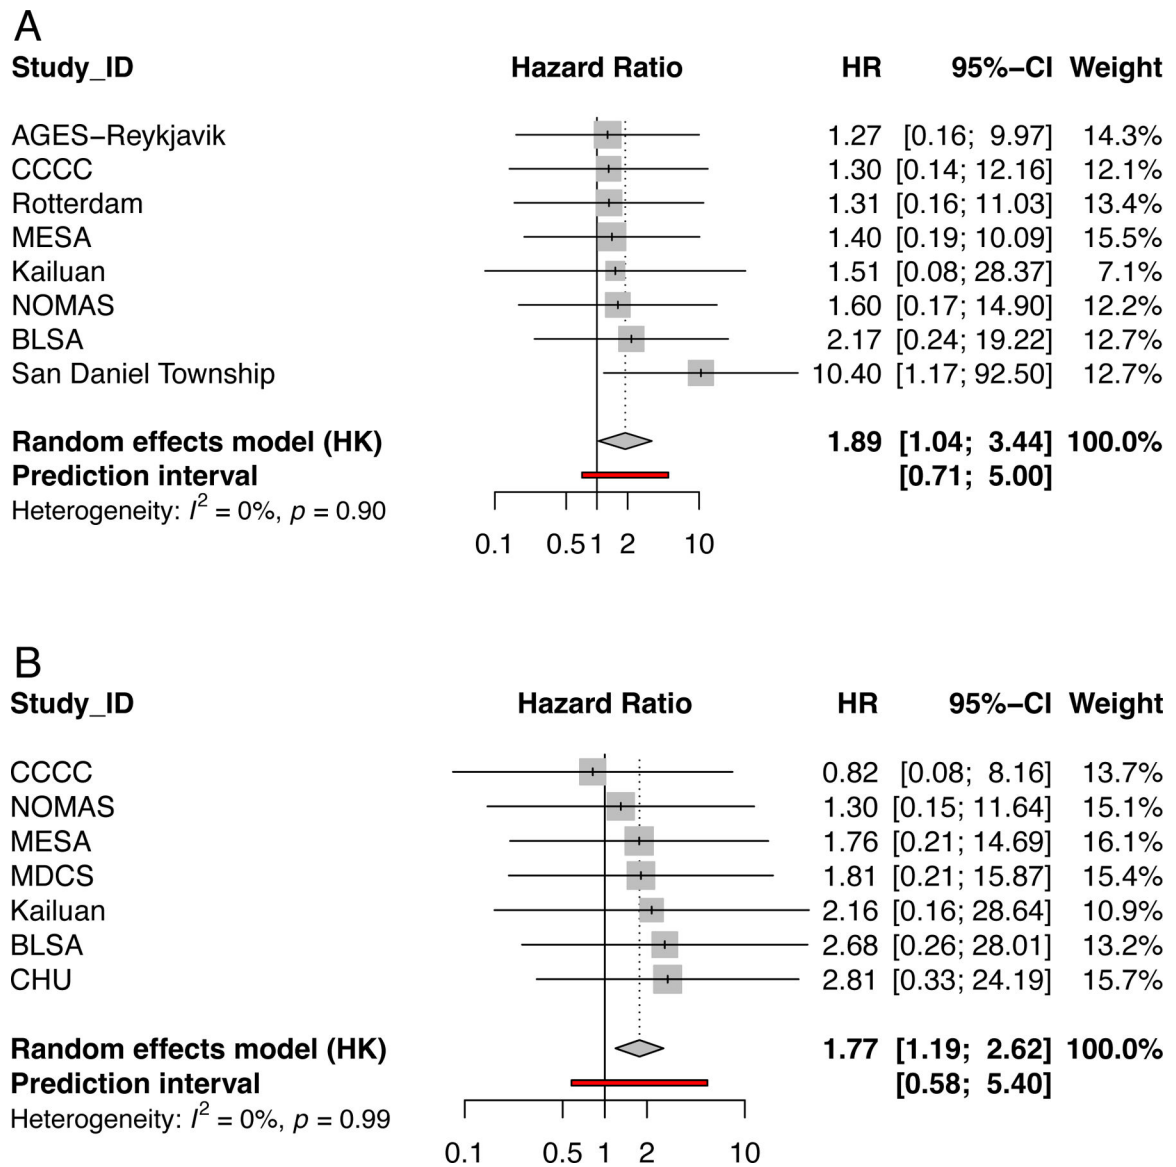 A
Study_ID Hazard Ratio HR 95%−CI Weight
AGES−Reykjavik 1.27 [0.16; 9.97] 14.3%
CCCC 1.30 [0.14; 12.16] 12.1%
Rotterdam 1.31 [0.16; 11.03] 13.4%
MESA 1.40 [0.19; 10.09] 15.5%
Kailuan 1.51 [0.08; 28.37] 7.1%
NOMAS 1.60 [0.17; 14.90] 12.2%
BLSA 2.17 [0.24; 19.22] 12.7%
San Daniel Township 10.40 [1.17; 92.50] 12.7%
Random effects model (HK) 1.89 [1.04; 3.44] 100.0%
Prediction interval [0.71; 5.00]
Heterogeneity: I² = 0%, p = 0.90
0.1 0.5 1 2 10
B
Study_ID Hazard Ratio HR 95%−CI Weight
CCCC 0.82 [0.08; 8.16] 13.7%
NOMAS 1.30 [0.15; 11.64] 15.1%
MESA 1.76 [0.21; 14.69] 16.1%
MDCS 1.81 [0.21; 15.87] 15.4%
Kailuan 2.16 [0.16; 28.64] 10.9%
BLSA 2.68 [0.26; 28.01] 13.2%
CHU 2.81 [0.33; 24.19] 15.7%
Random effects model (HK) 1.77 [1.19; 2.62] 100.0%
Prediction interval [0.58; 5.40]
Heterogeneity: I² = 0%, p = 0.99
0.1 0.5 1 2 10